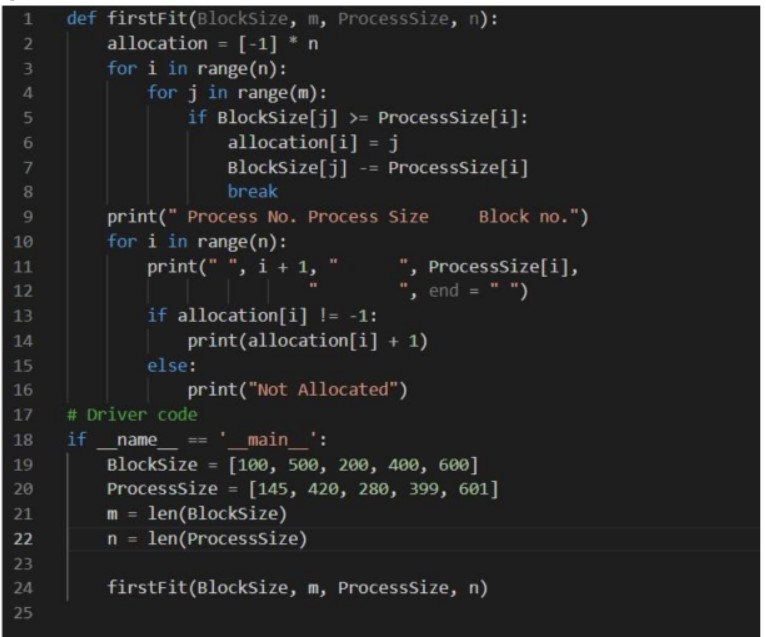 1 def firstFit(BlockSize, m, ProcessSize, n):
2     allocation = [-1] * n
3     for i in range(n):
4         for j in range(m):
5             if BlockSize[j] >= ProcessSize[i]:
6                 allocation[i] = j
7                 BlockSize[j] -= ProcessSize[i]
8                 break
9     print(" Process No. Process Size     Block no.")
10     for i in range(n):
11         print(" ", i + 1, "      ", ProcessSize[i],
12                         "        ", end = " ")
13         if allocation[i] != -1:
14             print(allocation[i] + 1)
15         else:
16             print("Not Allocated")
17 # Driver code
18 if __name__ == '__main__':
19     BlockSize = [100, 500, 200, 400, 600]
20     ProcessSize = [145, 420, 280, 399, 601]
21     m = len(BlockSize)
22     n = len(ProcessSize)
23
24     firstFit(BlockSize, m, ProcessSize, n)
25